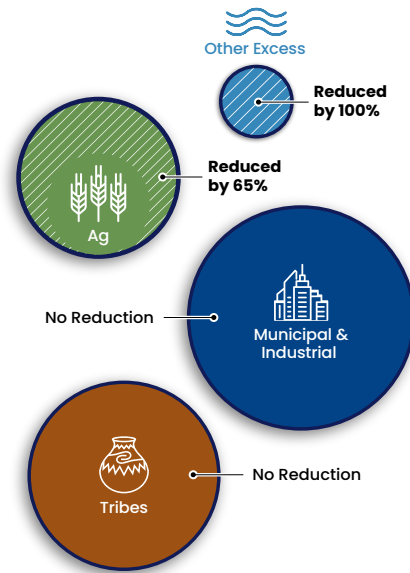 Other Excess
Reduced
by 100%
Reduced
by 65%
Ag
No Reduction
Municipal &
Industrial
No Reduction
Tribes